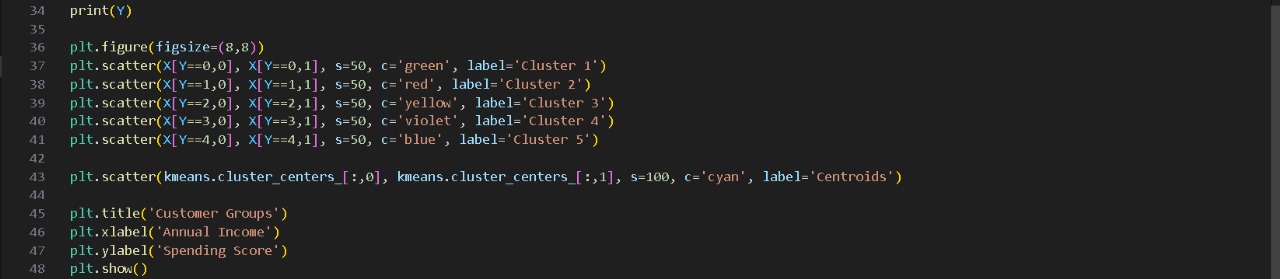 34 print(Y)
35
36 plt.figure(figsize=(8,8))
37 plt.scatter(X[Y==0,0], X[Y==0,1], s=50, c='green', label='Cluster 1')
38 plt.scatter(X[Y==1,0], X[Y==1,1], s=50, c='red', label='Cluster 2')
39 plt.scatter(X[Y==2,0], X[Y==2,1], s=50, c='yellow', label='Cluster 3')
40 plt.scatter(X[Y==3,0], X[Y==3,1], s=50, c='violet', label='Cluster 4')
41 plt.scatter(X[Y==4,0], X[Y==4,1], s=50, c='blue', label='Cluster 5')
42
43 plt.scatter(kmeans.cluster_centers_[:,0], kmeans.cluster_centers_[:,1], s=100, c='cyan', label='Centroids')
44
45 plt.title('Customer Groups')
46 plt.xlabel('Annual Income')
47 plt.ylabel('Spending Score')
48 plt.show()